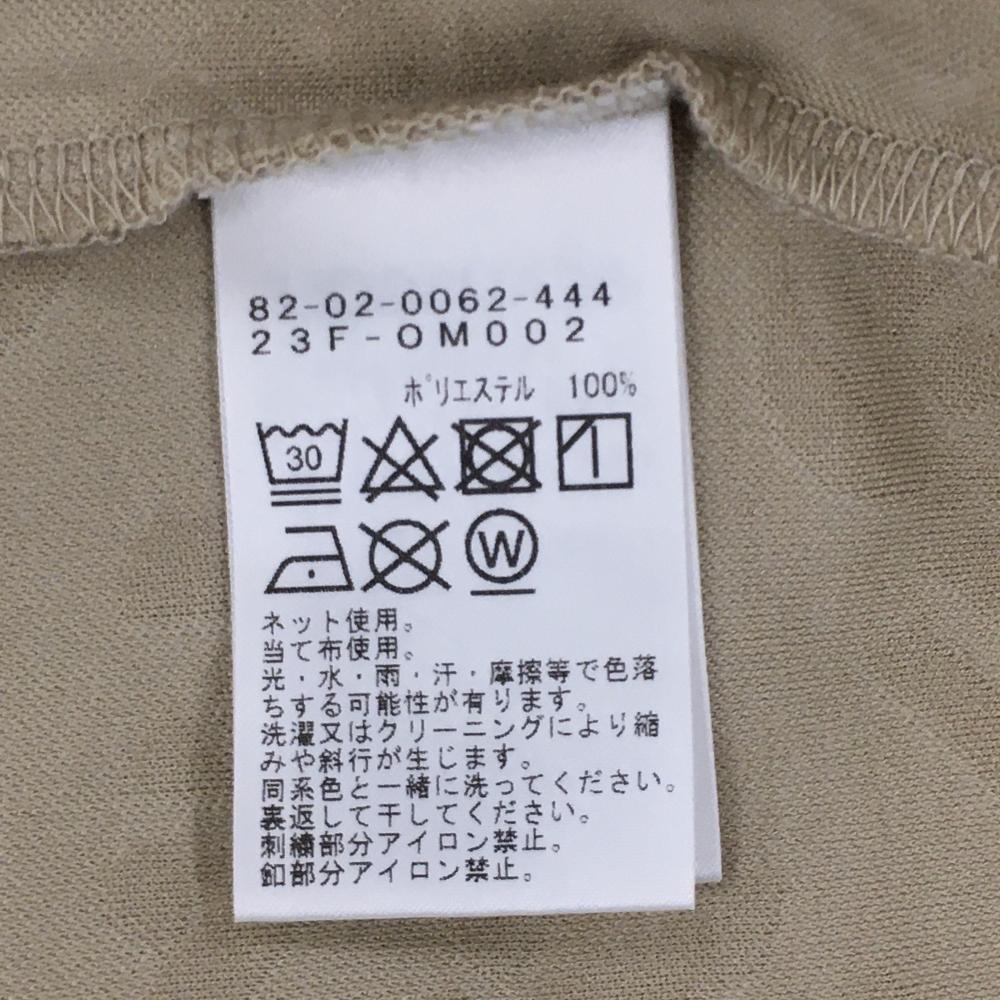 82-02-0062-444
23F-OM002
ポリエステル 100%
30
W
ネット使用。
当て布使用。
光・水・雨・汗・摩擦等で色落
ちする可能性が有ります。
洗濯又はクリーニングにより縮
みや斜行が生じます。
同系色と一緒に洗ってください。
裏返して干してください。
刺繍部分アイロン禁止。
釦部分アイロン禁止。